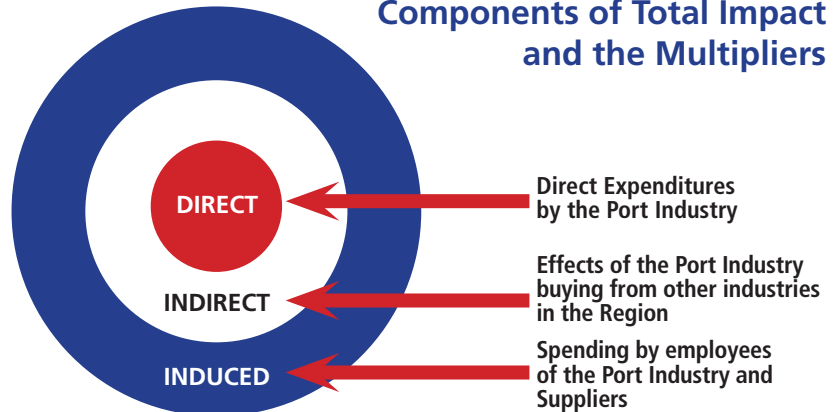 Components of Total Impact
and the Multipliers
DIRECT
Direct Expenditures
by the Port Industry
INDIRECT
Effects of the Port Industry
buying from other industries
in the Region
INDUCED
Spending by employees
of the Port Industry and
Suppliers